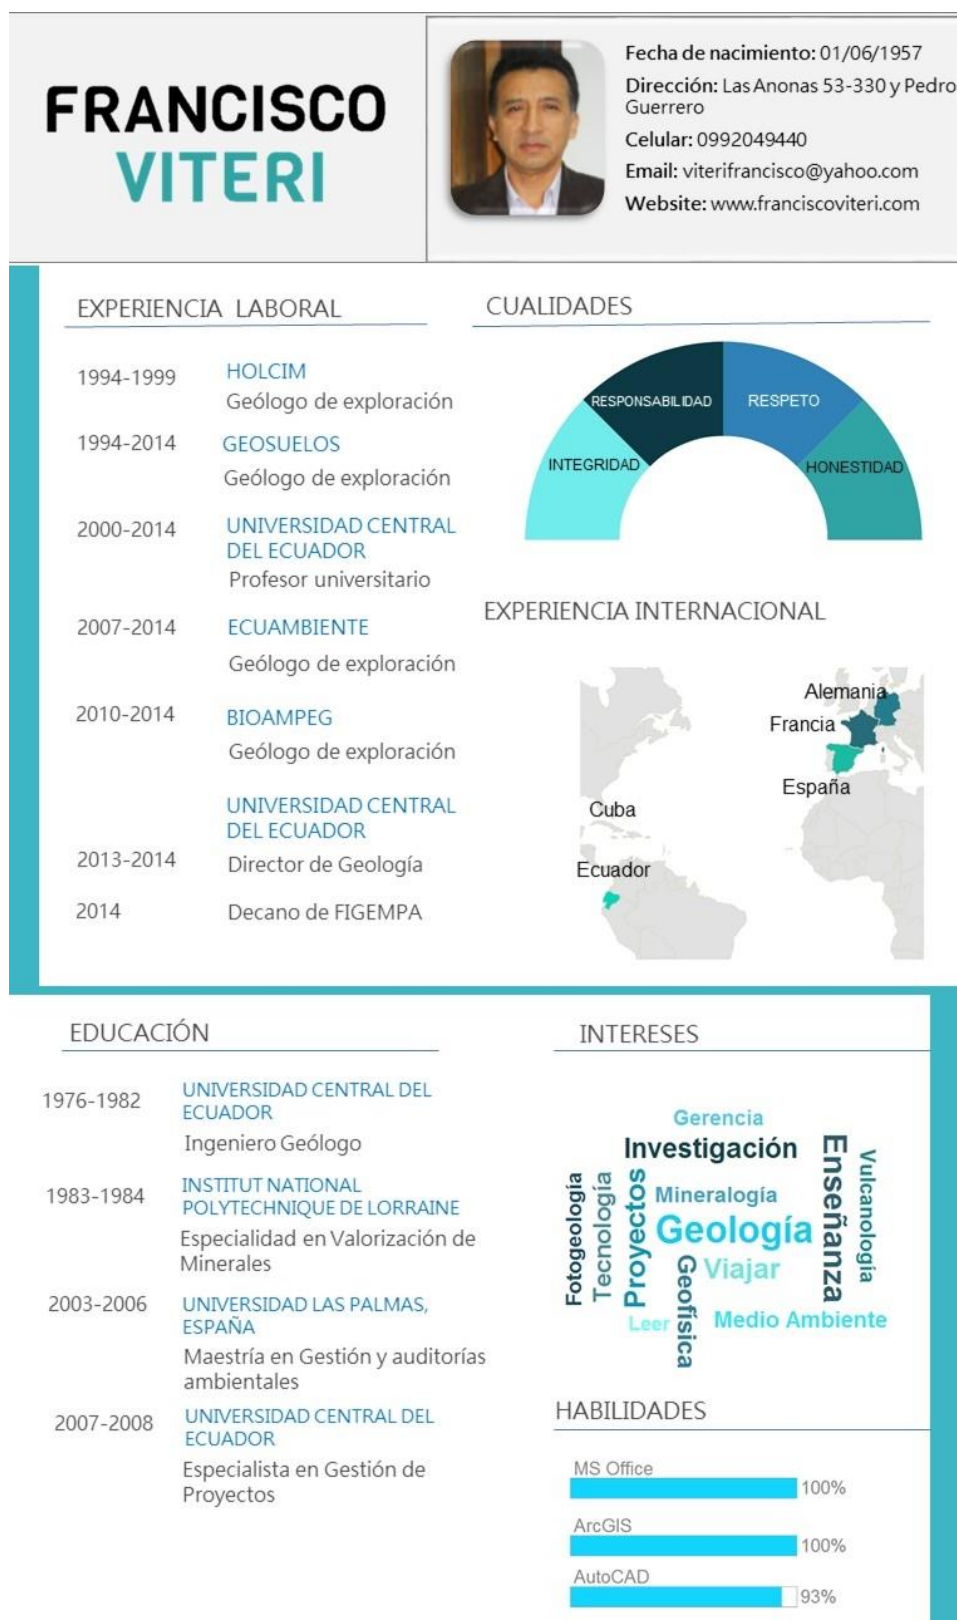 FRANCISCO
VITERI
Fecha de nacimiento: 01/06/1957
Dirección: Las Anonas 53-330 y Pedro
Guerrero
Celular: 0992049440
Email: viterifrancisco@yahoo.com
Website: www.franciscoviteri.com
EXPERIENCIA LABORAL
1994-1999
HOLCIM
Geólogo de exploración
1994-2014
GEOSUELOS
Geólogo de exploración
2000-2014
UNIVERSIDAD CENTRAL
DEL ECUADOR
Profesor universitario
2007-2014
ECUAMBIENTE
Geólogo de exploración
2010-2014
BIOAMPEG
Geólogo de exploración
UNIVERSIDAD CENTRAL
DEL ECUADOR
2013-2014
Director de Geología
2014
Decano de FIGEMPA
CUALIDADES
INTEGRIDAD
RESPONSABILIDAD
RESPETO
HONESTIDAD
EXPERIENCIA INTERNACIONAL
Alemania
Francia
España
Cuba
Ecuador
EDUCACIÓN
1976-1982
UNIVERSIDAD CENTRAL DEL
ECUADOR
Ingeniero Geólogo
1983-1984
INSTITUT NATIONAL
POLYTECHNIQUE DE LORRAINE
Especialidad en Valorización de
Minerales
2003-2006
UNIVERSIDAD LAS PALMAS,
ESPAÑA
Maestría en Gestión y auditorías
ambientales
2007-2008
UNIVERSIDAD CENTRAL DEL
ECUADOR
Especialista en Gestión de
Proyectos
INTERESES
Gerencia
Investigación
Fotogeología
Tecnología
Proyectos
Mineralogía
Geología
Viajar
Geofísica
Leer
Medio Ambiente
Enseñanza
Vulcanología
HABILIDADES
MS Office
100%
ArcGIS
100%
AutoCAD
93%